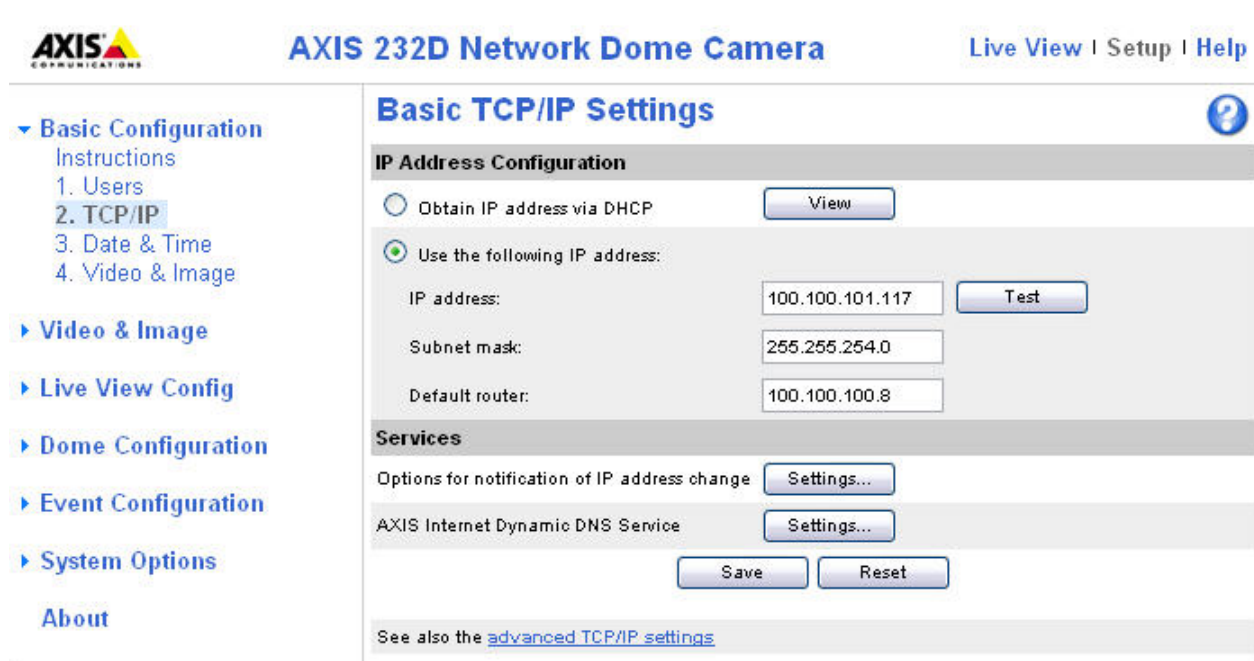 AXIS
COMMUNICATIONS
AXIS 232D Network Dome Camera
Live View | Setup | Help
Basic Configuration
Instructions
1. Users
2. TCP/IP
3. Date & Time
4. Video & Image
Video & Image
Live View Config
Dome Configuration
Event Configuration
System Options
About
Basic TCP/IP Settings
?
IP Address Configuration
Obtain IP address via DHCP View
Use the following IP address:
IP address: 100.100.101.117 Test
Subnet mask: 255.255.254.0
Default router: 100.100.100.8
Services
Options for notification of IP address change Settings...
AXIS Internet Dynamic DNS Service Settings...
Save Reset
See also the advanced TCP/IP settings